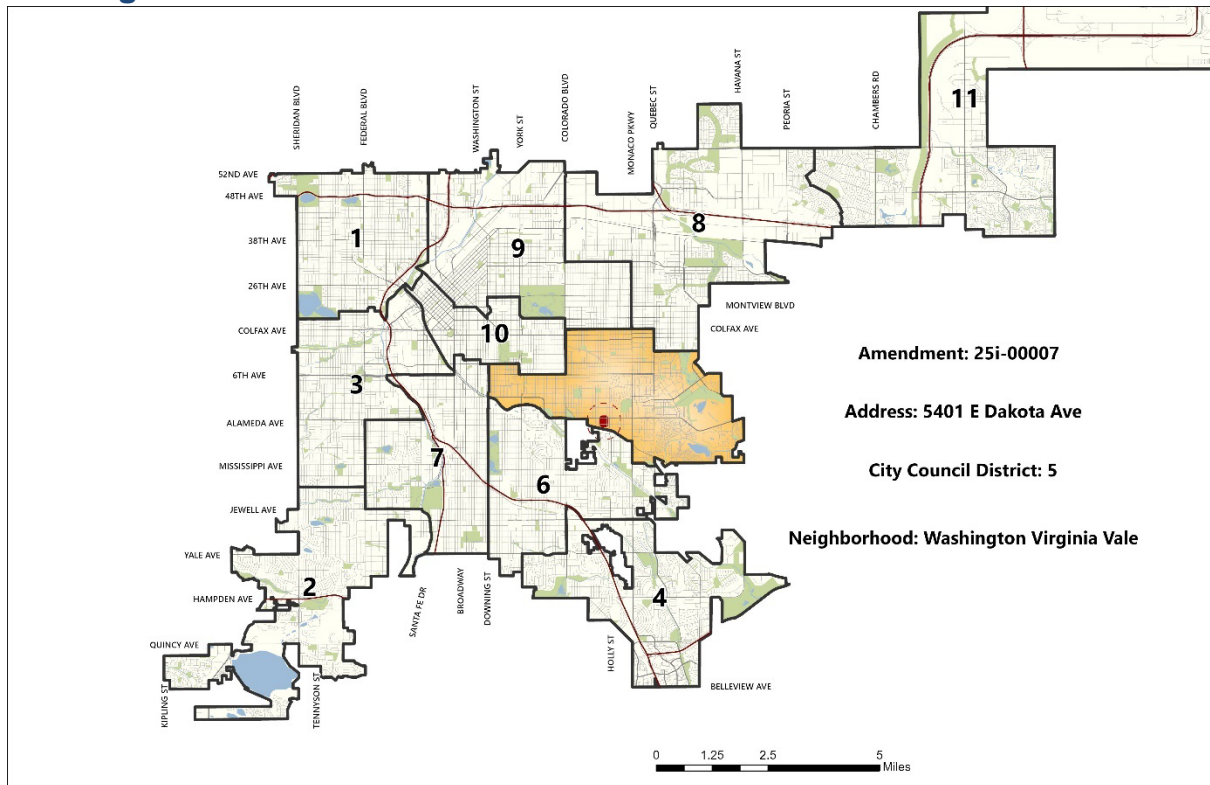 HAVANA ST
SHERIDAN BLVD
FEDERAL BLVD
WASHINGTON ST
YORK ST
COLORADO BLVD
MONACO PKWY
QUEBEC ST
PEORIA ST
CHAMBERS RD
11
52ND AVE
48TH AVE
8
1
9
38TH AVE
26TH AVE
MONTVIEW BLVD
COLFAX AVE
10
COLFAX AVE
Amendment: 25i-00007
6TH AVE
3
Address: 5401 E Dakota Ave
ALAMEDA AVE
7
MISSISSIPPI AVE
City Council District: 5
6
JEWELL AVE
Neighborhood: Washington Virginia Vale
YALE AVE
2
4
HAMPDEN AVE
SANTA FE DR
BROADWAY
DOWNING ST
QUINCY AVE
HOLLY ST
KIPLING ST
TENNYSON ST
BELLEVIEW AVE
0 1.25 2.5 5
Miles